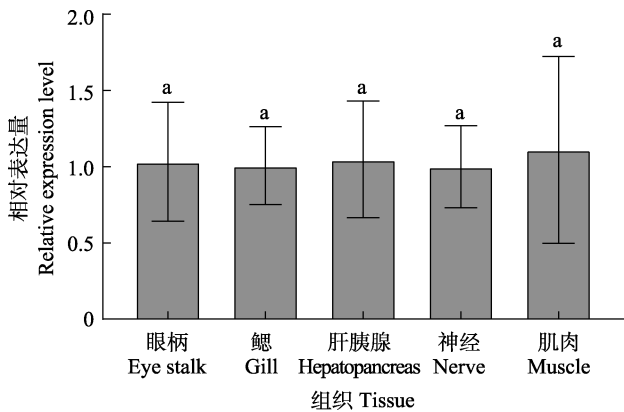 相对表达量
Relative expression level
2.0
1.5
1.0
0.5
0
a
a
a
a
a
眼柄
Eye stalk
鳃
Gill
肝胰腺
Hepatopancreas
神经
Nerve
肌肉
Muscle
组织 Tissue